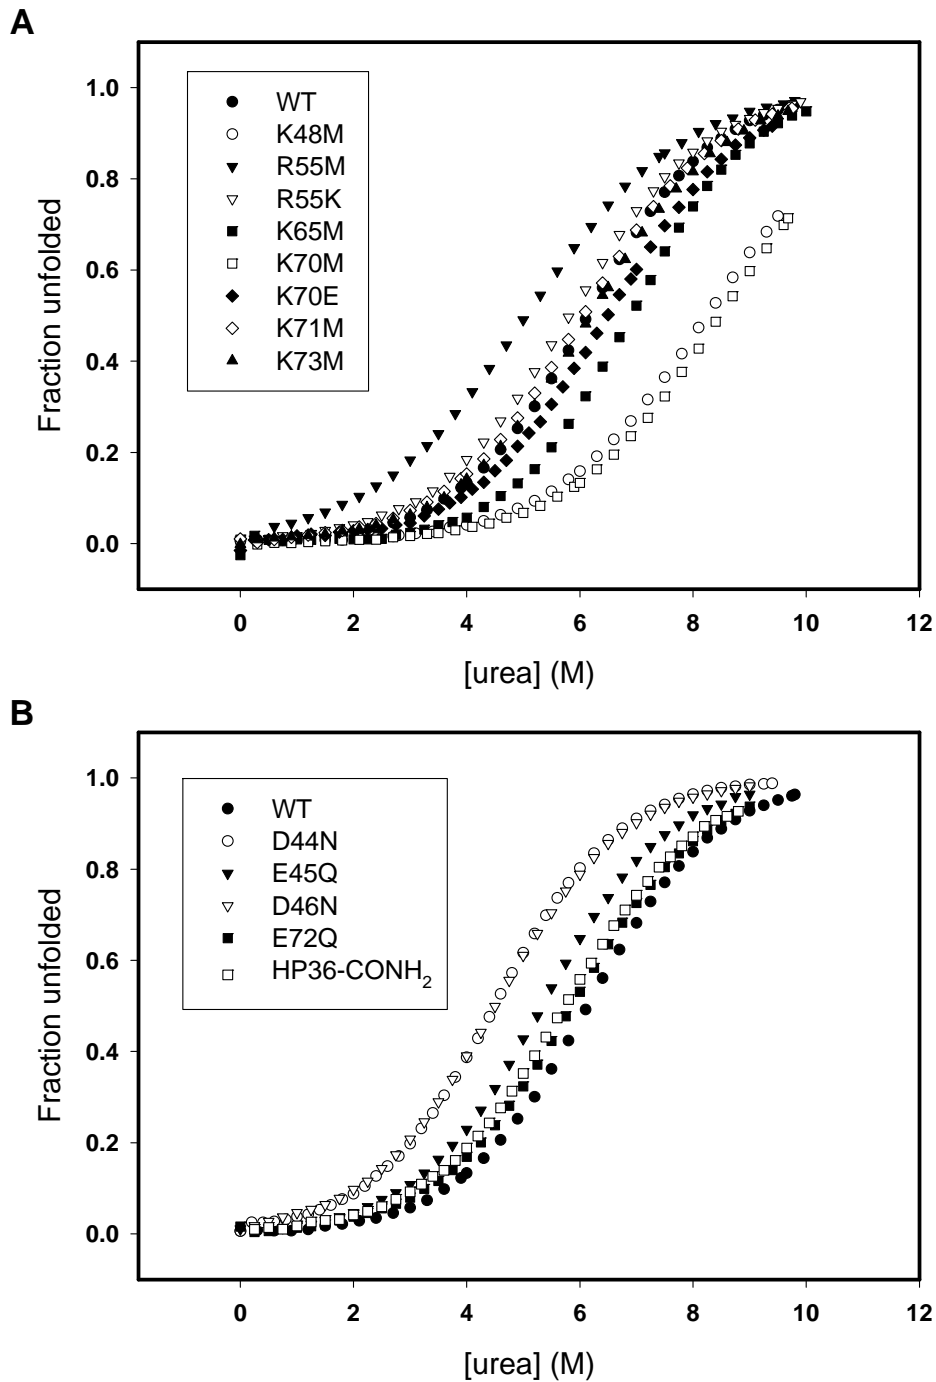 A
1.0
0.8
0.6
0.4
0.2
0.0
Fraction unfolded
WT
K48M
R55M
R55K
K65M
K70M
K70E
K71M
K73M
0 2 4 6 8 10 12
[urea] (M)
B
1.0
0.8
0.6
0.4
0.2
0.0
Fraction unfolded
WT
D44N
E45Q
D46N
E72Q
HP36-CONH₂
0 2 4 6 8 10 12
[urea] (M)